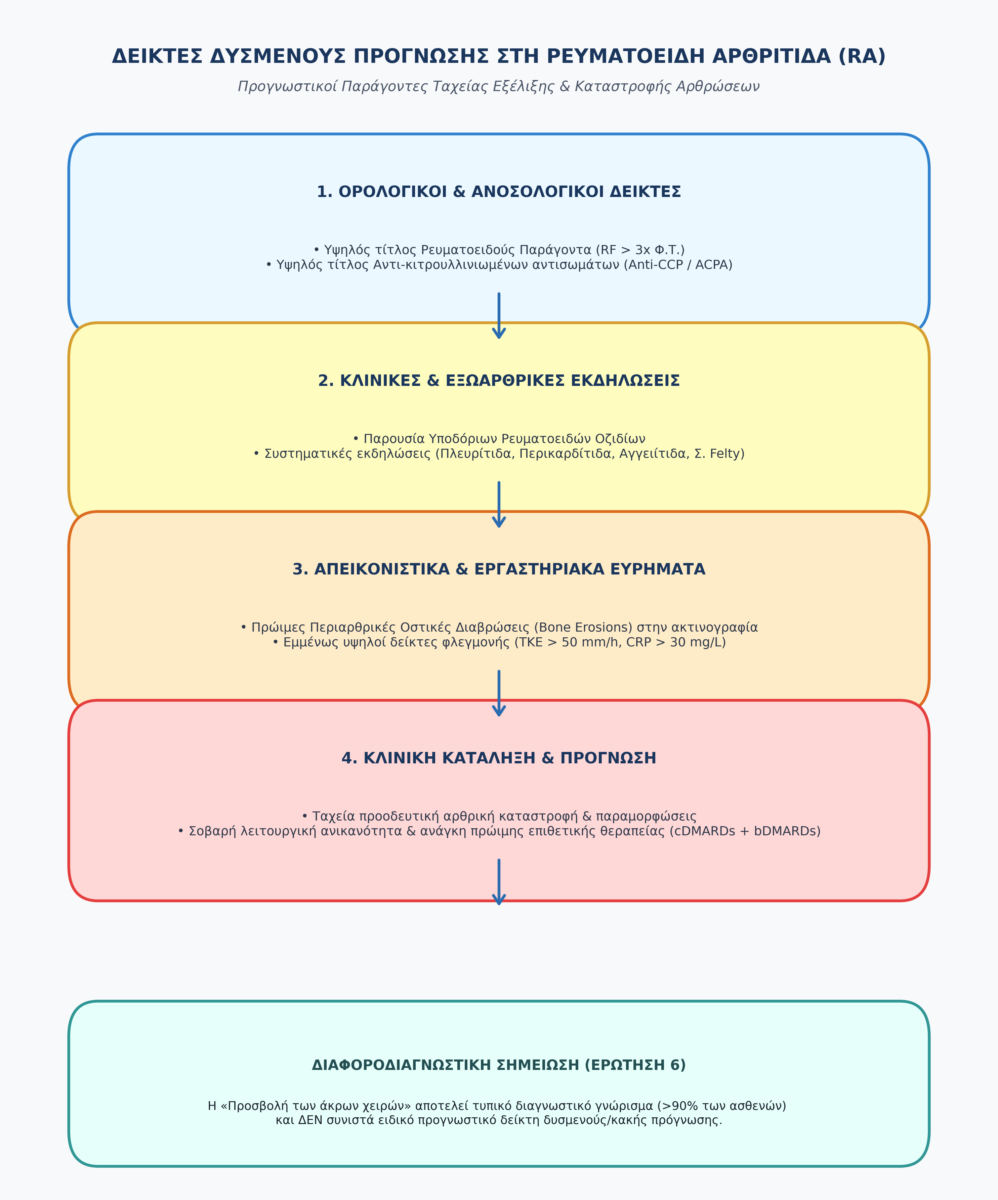 ΔΕΙΚΤΕΣ ΔΥΣΜΕΝΟΥΣ ΠΡΟΓΝΩΣΗΣ ΣΤΗ ΡΕΥΜΑΤΟΕΙΔΗ ΑΡΘΡΙΤΙΔΑ (RA)
Προγνωστικοί Παράγοντες Ταχείας Εξέλιξης & Καταστροφής Αρθρώσεων
1. ΟΡΟΛΟΓΙΚΟΙ & ΑΝΟΣΟΛΟΓΙΚΟΙ ΔΕΙΚΤΕΣ
• Υψηλός τίτλος Ρευματοειδούς Παράγοντα (RF > 3x Φ.Τ.)
• Υψηλός τίτλος Αντι-κιτρουλλινιωμένων αντισωμάτων (Anti-CCP / ACPA)
2. ΚΛΙΝΙΚΕΣ & ΕΞΩΑΡΘΡΙΚΕΣ ΕΚΔΗΛΩΣΕΙΣ
• Παρουσία Υποδόριων Ρευματοειδών Οζιδίων
• Συστηματικές εκδηλώσεις (Πλευρίτιδα, Περικαρδίτιδα, Αγγειίτιδα, Σ. Felty)
3. ΑΠΕΙΚΟΝΙΣΤΙΚΑ & ΕΡΓΑΣΤΗΡΙΑΚΑ ΕΥΡΗΜΑΤΑ
• Πρώιμες Περιαρθρικές Οστικές Διαβρώσεις (Bone Erosions) στην ακτινογραφία
• Εμμένως υψηλοί δείκτες φλεγμονής (ΤΚΕ > 50 mm/h, CRP > 30 mg/L)
4. ΚΛΙΝΙΚΗ ΚΑΤΑΛΗΞΗ & ΠΡΟΓΝΩΣΗ
• Ταχεία προοδευτική αρθρική καταστροφή & παραμορφώσεις
• Σοβαρή λειτουργική ανικανότητα & ανάγκη πρώιμης επιθετικής θεραπείας (cDMARDs + bDMARDs)
ΔΙΑΦΟΡΟΔΙΑΓΝΩΣΤΙΚΗ ΣΗΜΕΙΩΣΗ (ΕΡΩΤΗΣΗ 6)
Η «Προσβολή των άκρων χειρών» αποτελεί τυπικό διαγνωστικό γνώρισμα (>90% των ασθενών)
και ΔΕΝ συνιστά ειδικό προγνωστικό δείκτη δυσμενούς/κακής πρόγνωσης.